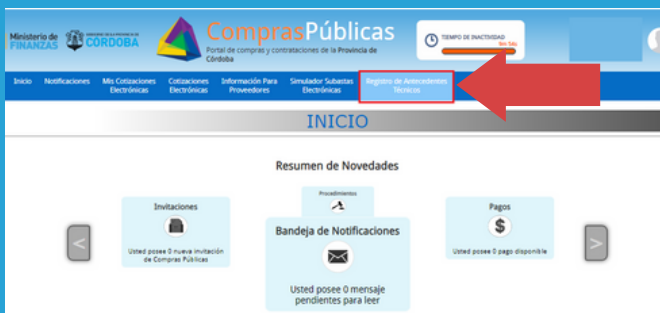 Ministerio de
FINANZAS
CÓRDOBA
ComprasPúblicas
Portal de compras y contrataciones de la Provincia de
Córdoba
TIEMPO DE INACTIVIDAD
Inicio
Notificaciones
Mis Cotizaciones
Electrónicas
Cotizaciones
Electrónicas
Información Para
Proveedores
Simulador Subastas
Electrónicas
Registro de Antecedentes
Técnicos
INICIO
Resumen de Novedades
Invitaciones
Usted posee 0 nueva invitación
de Compras Públicas
Procedimientos
Bandeja de Notificaciones
Usted posee 0 mensaje
pendientes para leer
Pagos
$
Usted posee 0 pago disponible
<
>